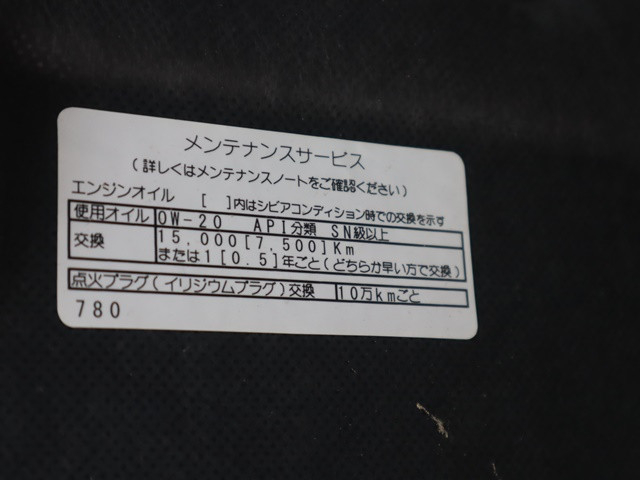 メンテナンスサービス
(詳しくはメンテナンスノートをご確認ください)
エンジンオイル [ ]内はシビアコンディション時での交換を示す
使用オイル 0W-20 API分類 SN級以上
交換 15,000[7,500]Km
または1[0.5]年ごと(どちらか早い方で交換)
点火プラグ(イリジウムプラグ)交換 10万kmごと
780